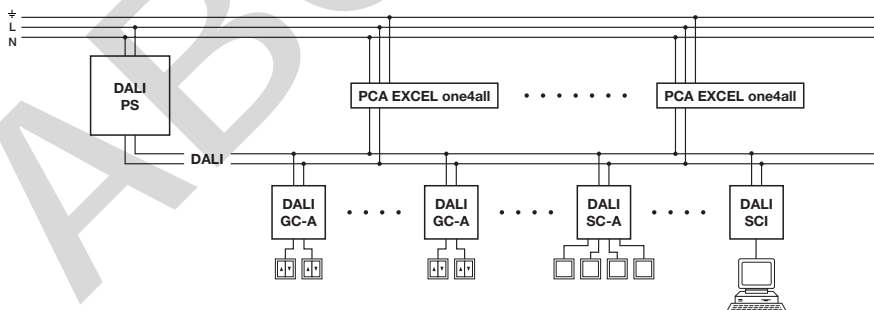 L
N
DALI
PS
PCA EXCEL one4all
PCA EXCEL one4all
DALI
DALI
GC-A
DALI
GC-A
DALI
SC-A
DALI
SCI